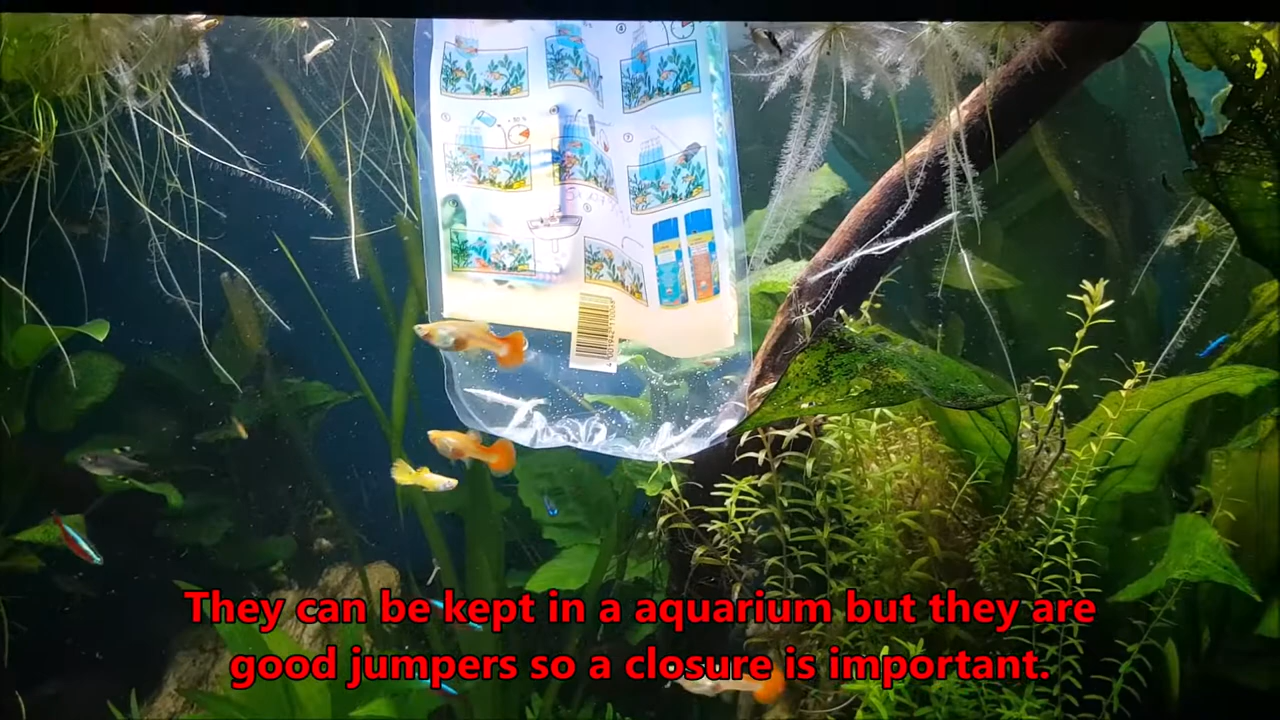 They can be kept in a aquarium but they are
good jumpers so a closure is important.